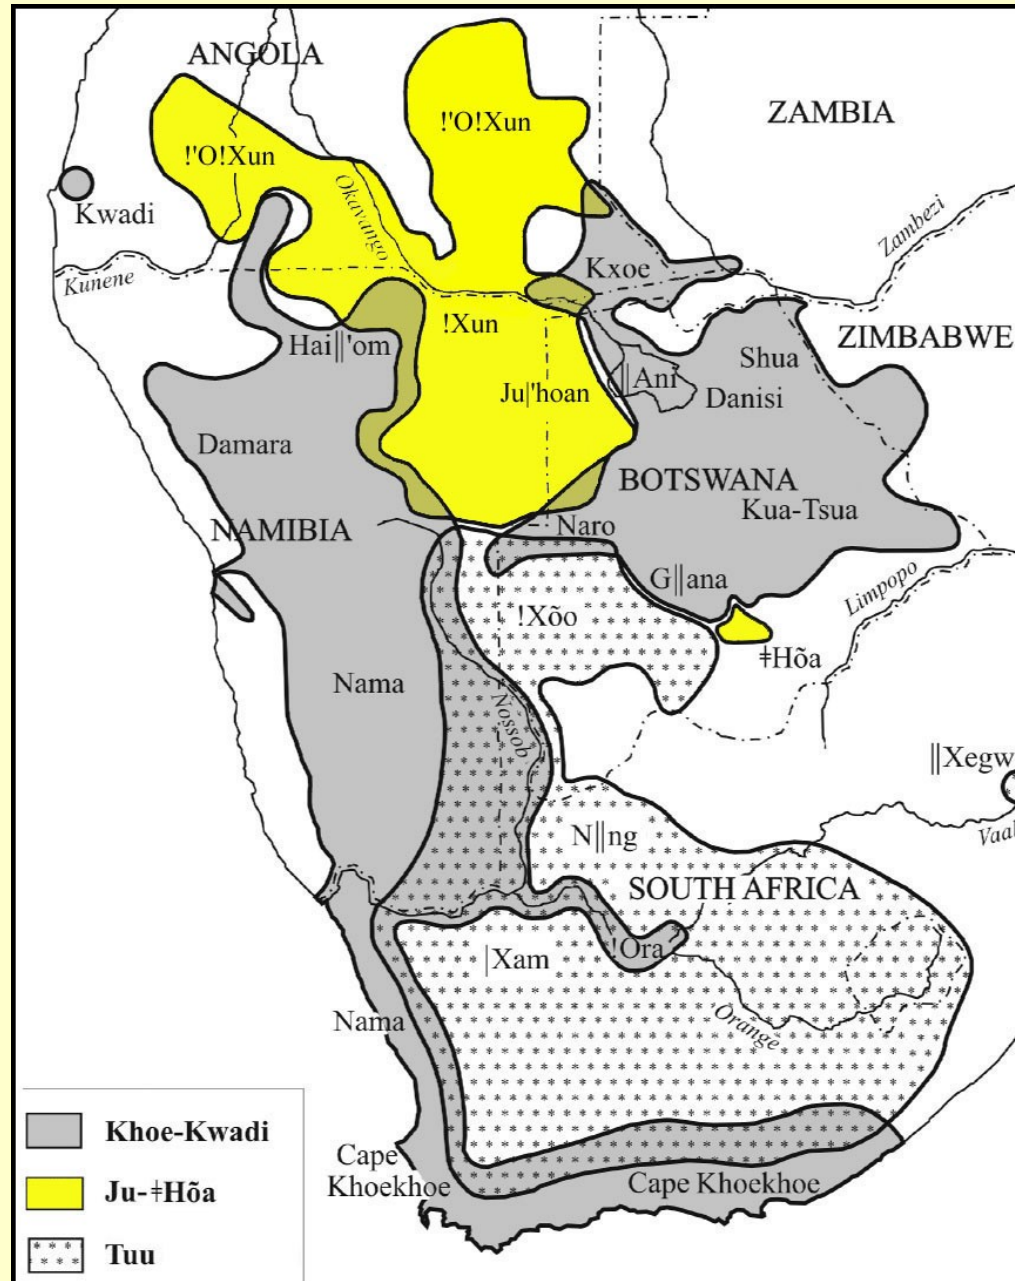 ANGOLA
!'O!Xun
ZAMBIA
!'O!Xun
Okavango
Kwadi
Zambezi
Kunene
Kxoe
!Xun
Hai‖'om
ZIMBABWE
Shua
Ju|'hoan
‖Ani
Danisi
Damara
BOTSWANA
Kua-Tsua
NAMIBIA
Naro
G‖ana
Limpopo
!Xõo
ǂHõa
Nama
Nossob
‖Xegw
N‖ng
Vaal
SOUTH AFRICA
!Ora
|Xam
Nama
Orange
Khoe-Kwadi
Cape
Khoekhoe
Cape Khoekhoe
Ju-ǂHõa
Tuu